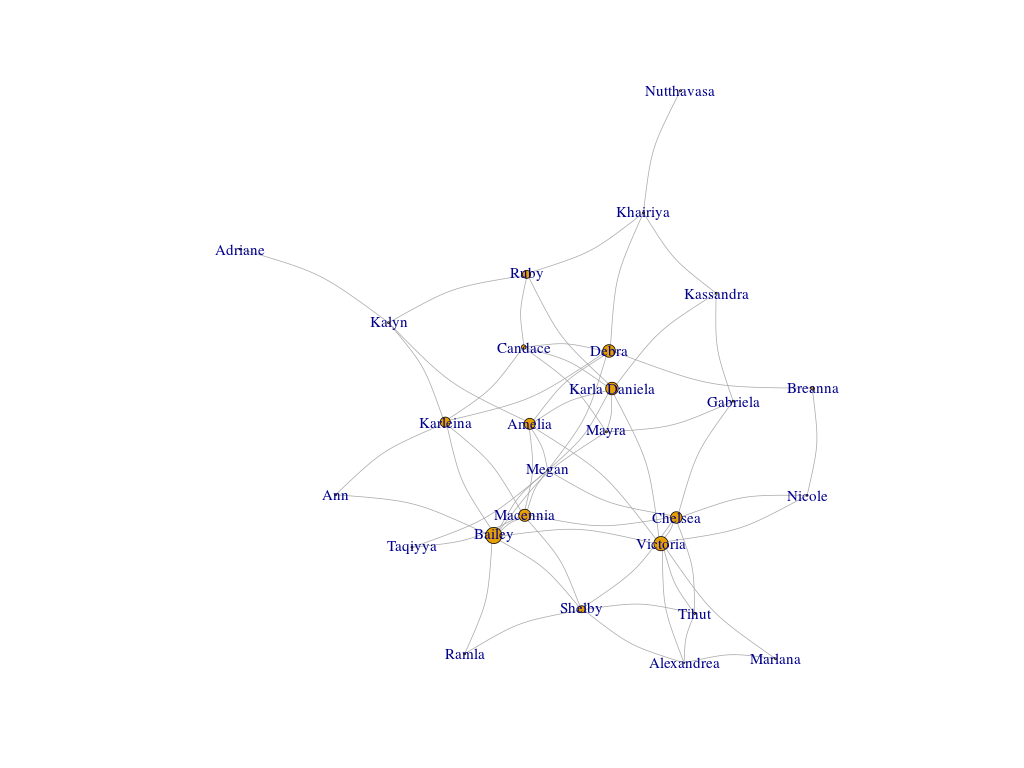 Nutthavasa
Khairiya
Adriane
Ruby
Kassandra
Kalyn
Candace
Debra
Karla Daniela
Breanna
Gabriela
Karleina
Amelia
Mayra
Megan
Ann
Nicole
Macennia
Chelsea
Bailey
Taqiyya
Victoria
Shelby
Tihut
Ramla
Alexandrea
Marlana